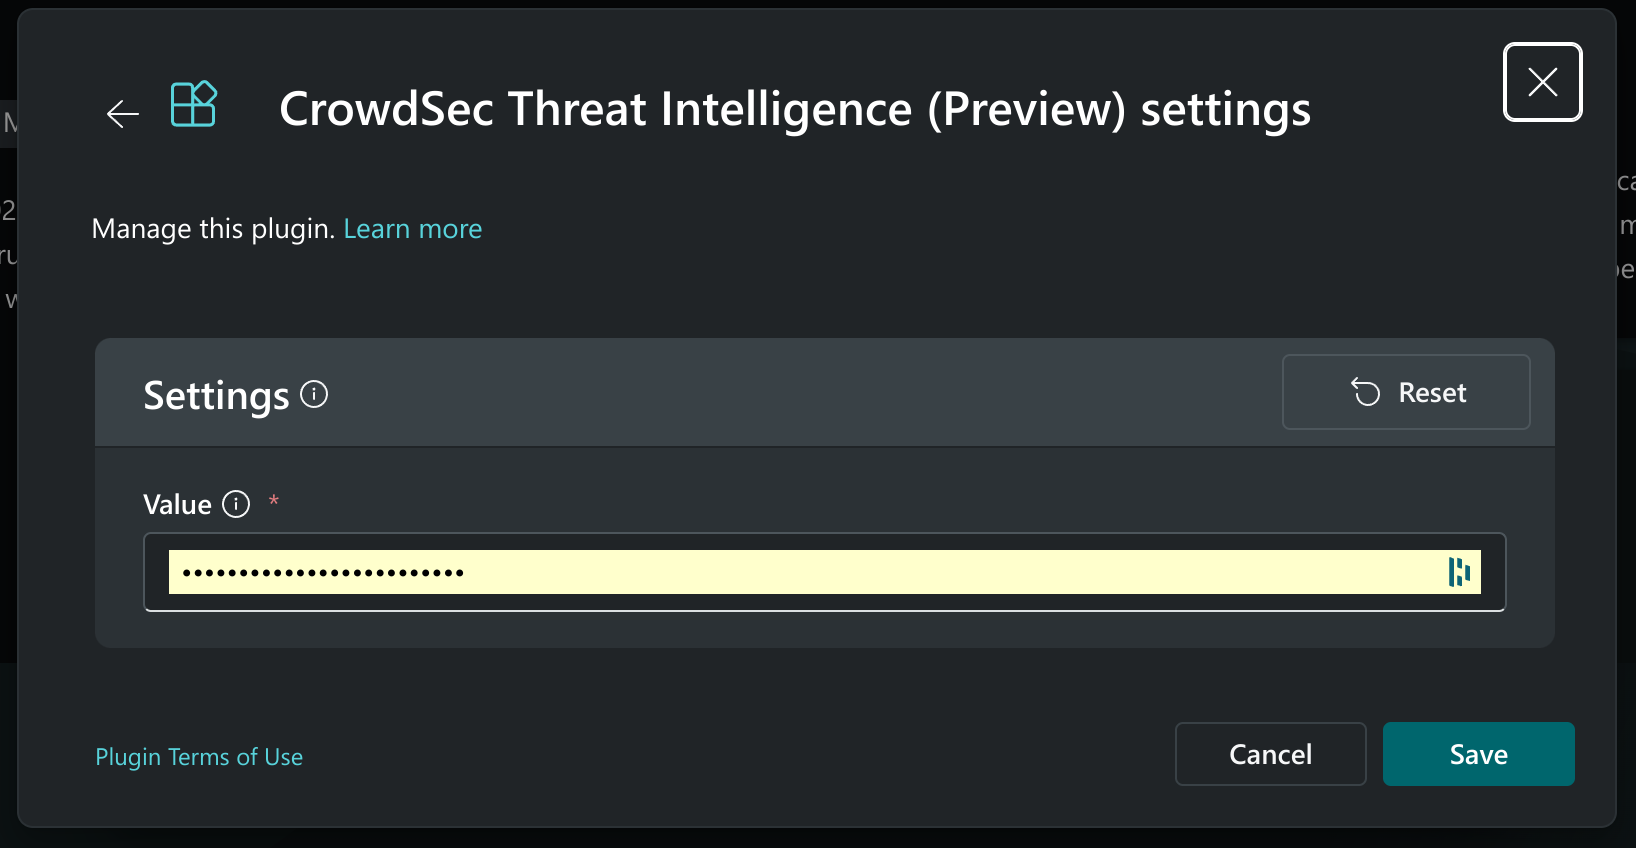 CrowdSec Threat Intelligence (Preview) settings
Manage this plugin. Learn more
Settings
Reset
Value *
•••••••••••••••••••••••••
Plugin Terms of Use
Cancel
Save